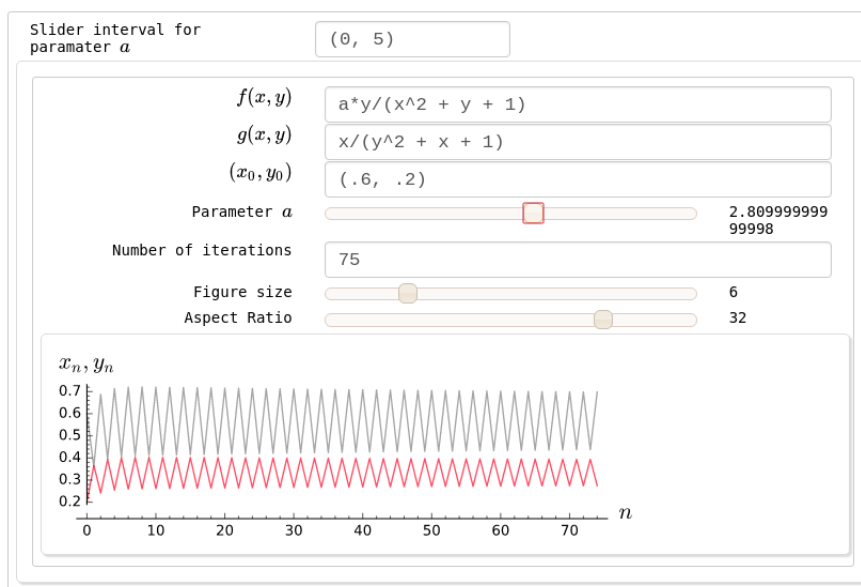 Slider interval for
paramater a
(0, 5)
f(x, y)
a*y/(x^2 + y + 1)
g(x, y)
x/(y^2 + x + 1)
(x₀, y₀)
(.6, .2)
Parameter a
2.809999999
99998
Number of iterations
75
Figure size
6
Aspect Ratio
32
xₙ, yₙ
0.7
0.6
0.5
0.4
0.3
0.2
0 10 20 30 40 50 60 70
n